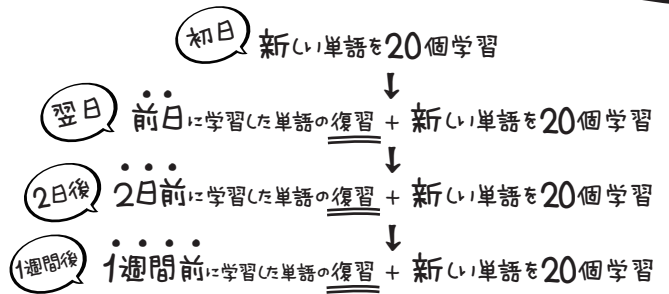 初日 新しい単語を20個学習
↓
翌日 前日に学習した単語の復習 + 新しい単語を20個学習
↓
2日後 2日前に学習した単語の復習 + 新しい単語を20個学習
↓
1週間後 1週間前に学習した単語の復習 + 新しい単語を20個学習